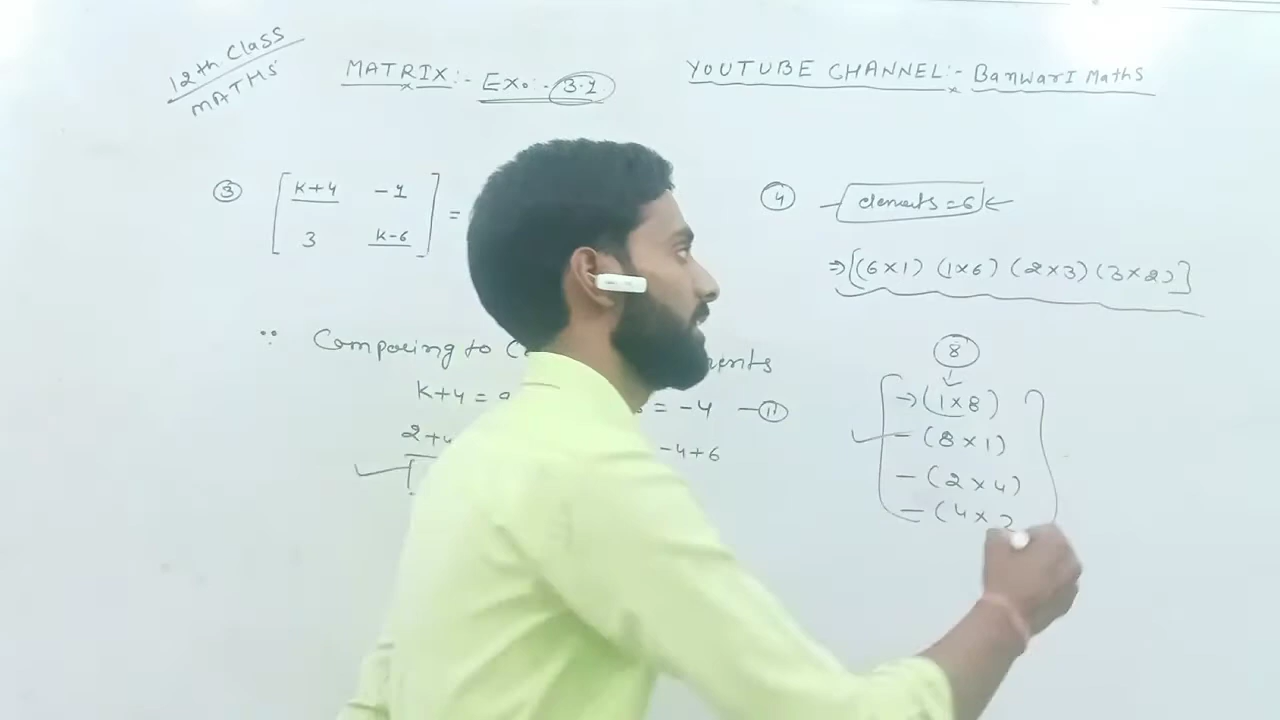 12th Class
MATHS
MATRIX:- Ex:- 3.1
YOUTUBE CHANNEL:- BanwarI Maths
③ [k+4 -1
3 k-6] =
∵ Comparing to
k+4 =
= -4 —⑪
2+4
-4+6
④ elements = 6 ←
⇒ [(6×1) (1×6) (2×3) (3×2)]
8
→ (1×8)
- (8×1)
- (2×4)
- (4×2